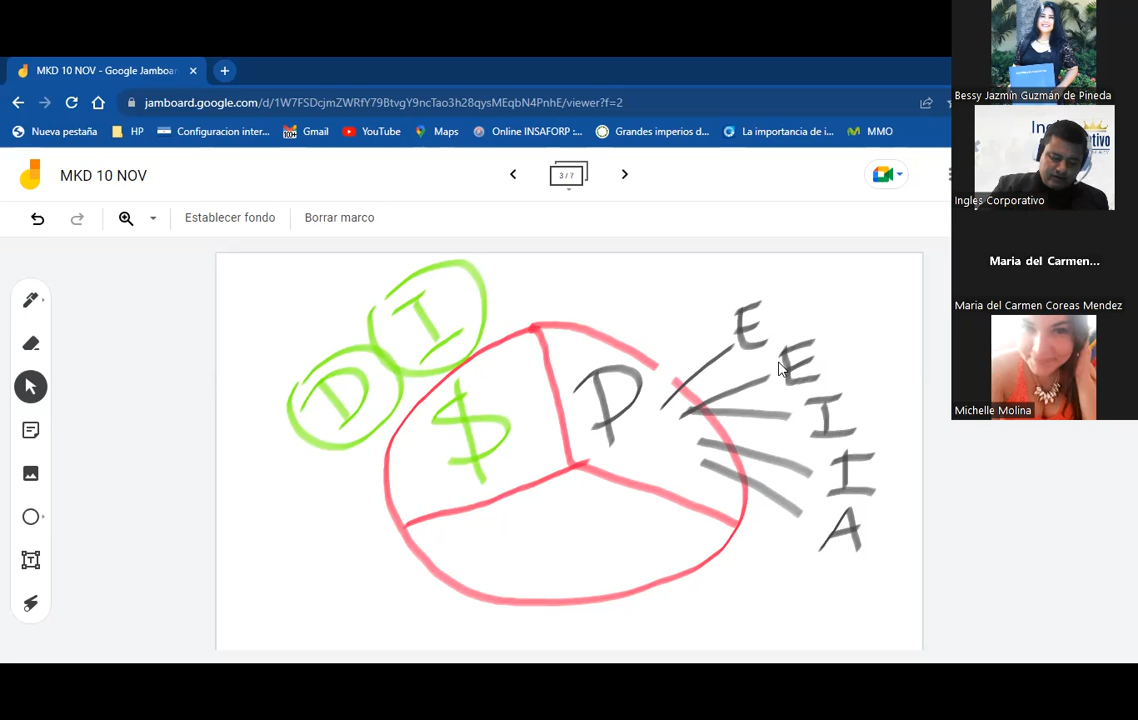 MKD 10 NOV - Google Jamboar
jamboard.google.com/d/1W7FSDcjmZWRfY79BtvgY9ncTao3h28qysMEqbN4PnhE/viewer?f=2
Nueva pestaña HP Configuracion inter... Gmail YouTube Maps Online INSAFORP :... Grandes imperios d... La importancia de i... MMO
MKD 10 NOV
3 / 7
Establecer fondo Borrar marco
I
D
$
P
E
E
I
I
A
Bessy Jazmín Guzmán de Pineda
Ingles Corporativo
Maria del Carmen...
Maria del Carmen Coreas Mendez
Michelle Molina